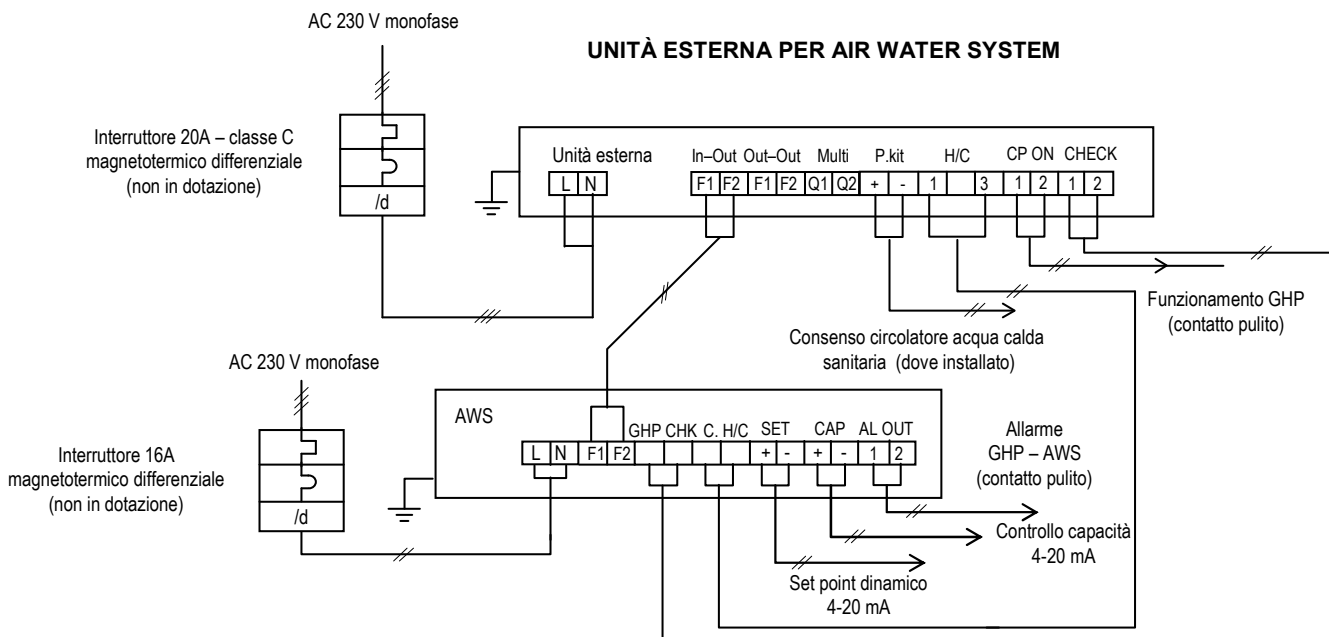 AC 230 V monofase
UNITÀ ESTERNA PER AIR WATER SYSTEM
Interruttore 20A – classe C
magnetotermico differenziale
(non in dotazione)
/d
Unità esterna
In–Out Out–Out Multi P.kit H/C CP ON CHECK
L N F1 F2 F1 F2 Q1 Q2 + - 1 3 1 2 1 2
Funzionamento GHP
(contatto pulito)
Consenso circolatore acqua calda
sanitaria (dove installato)
AC 230 V monofase
Interruttore 16A
magnetotermico differenziale
(non in dotazione)
/d
AWS
GHP CHK C. H/C SET CAP AL OUT
L N F1 F2 + - + - 1 2
Allarme
GHP – AWS
(contatto pulito)
Controllo capacità
4-20 mA
Set point dinamico
4-20 mA